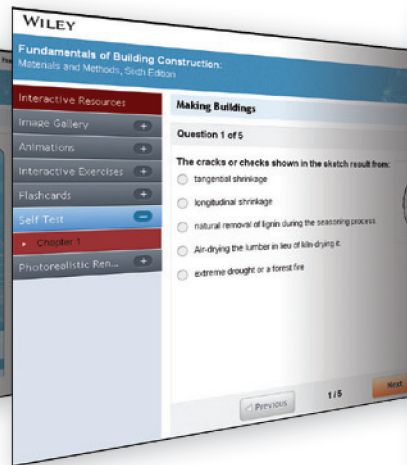 WILEY
Fundamentals of Building Construction:
Materials and Methods, Sixth Edition
Interactive Resources
Image Gallery
Animations
Interactive Exercises
Flashcards
Self Test
Chapter 1
Photorealistic Ren...
Making Buildings
Question 1 of 5
The cracks or checks shown in the sketch result from:
tangential shrinkage
longitudinal shrinkage
natural removal of lignin during the seasoning process
Air-drying the lumber in lieu of kiln-drying it
extreme drought or a forest fire
Previous
1/5
Next